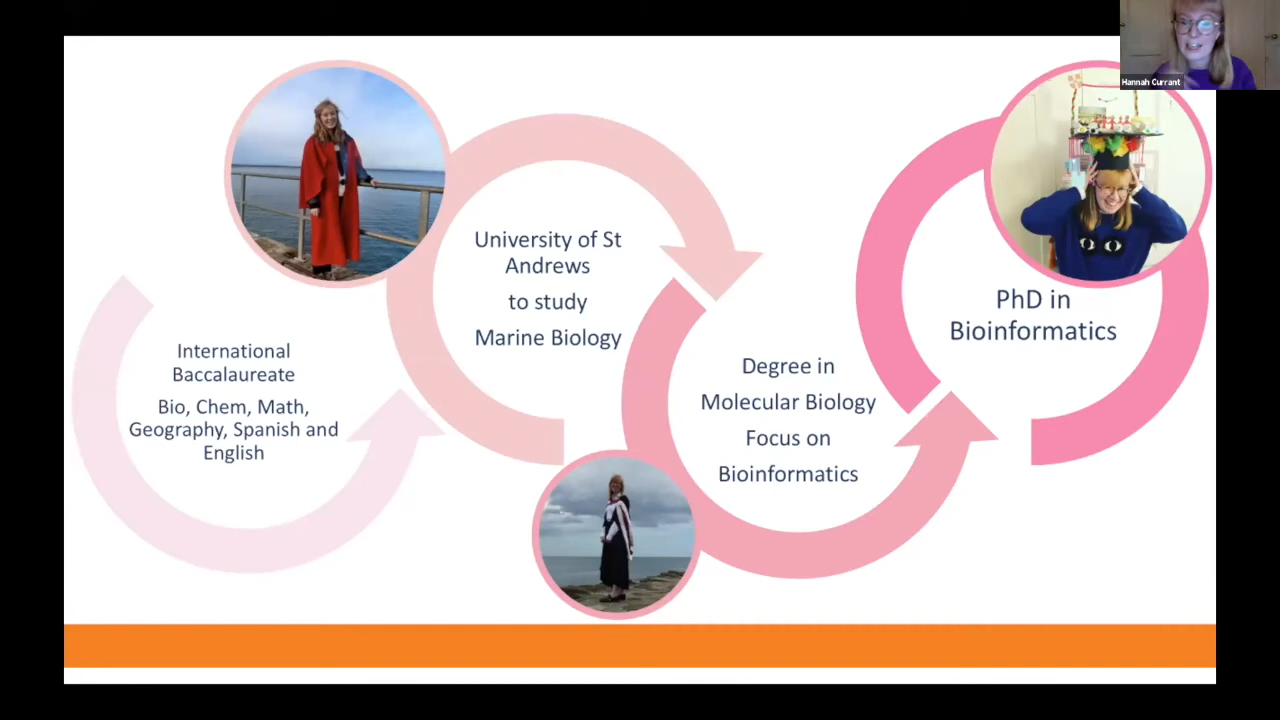 Hannah Currant
International
Baccalaureate
Bio, Chem, Math,
Geography, Spanish and
English
University of St
Andrews
to study
Marine Biology
Degree in
Molecular Biology
Focus on
Bioinformatics
PhD in
Bioinformatics